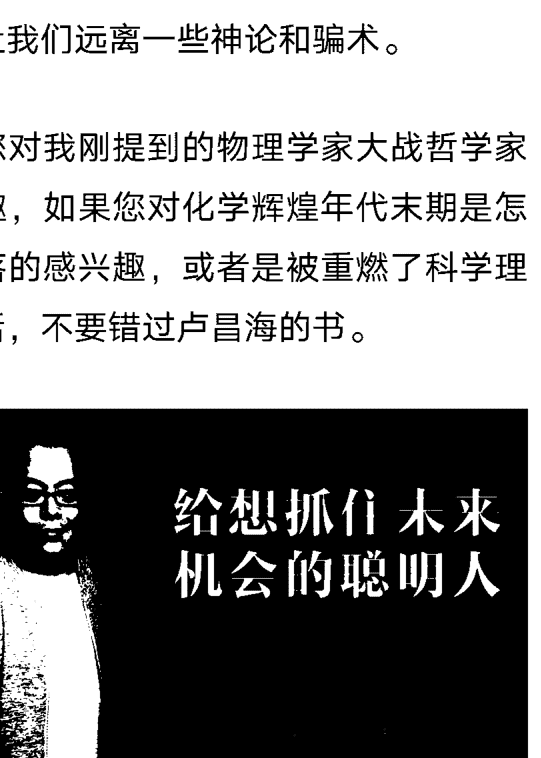 让我们远离一些神论和骗术。
您对我刚提到的物理学家大战哲学家
趣，如果您对化学辉煌年代末期是怎
落的感兴趣，或者是被重燃了科学理
话，不要错过卢昌海的书。
给想抓住未来
机会的聪明人